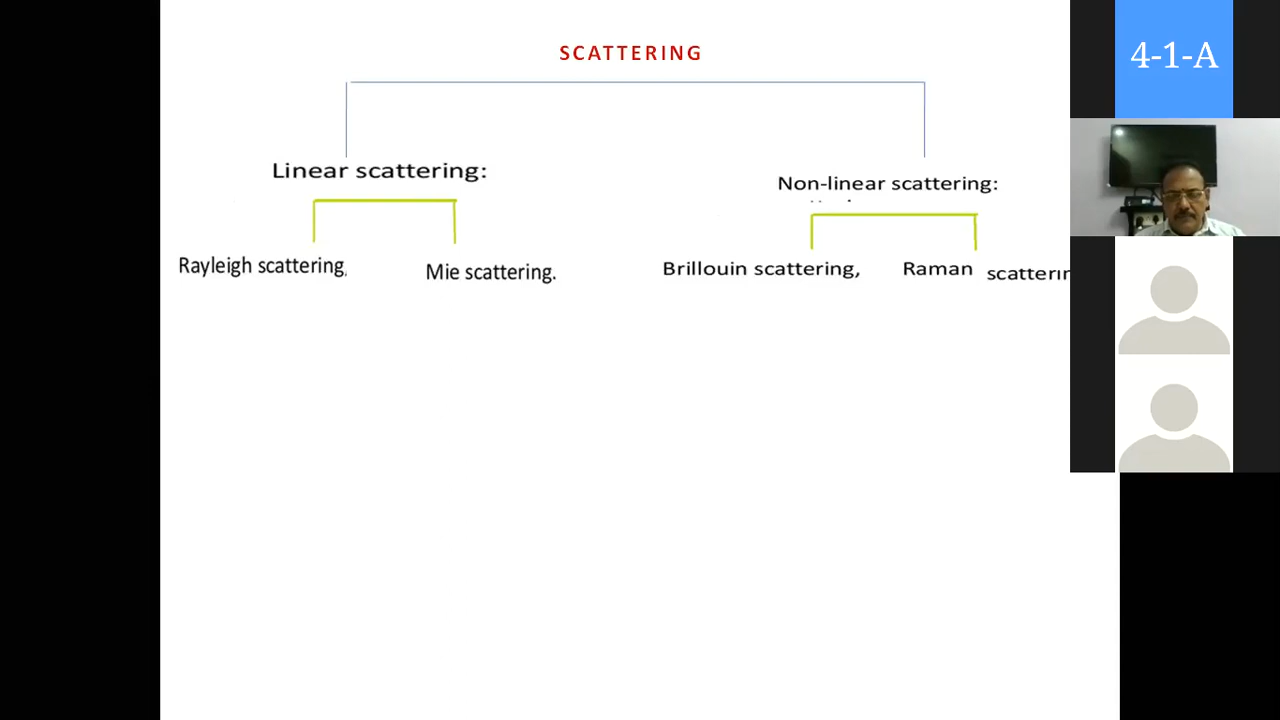 SCATTERING
4-1-A
Linear scattering:
Non-linear scattering:
Rayleigh scattering,
Mie scattering.
Brillouin scattering,
Raman